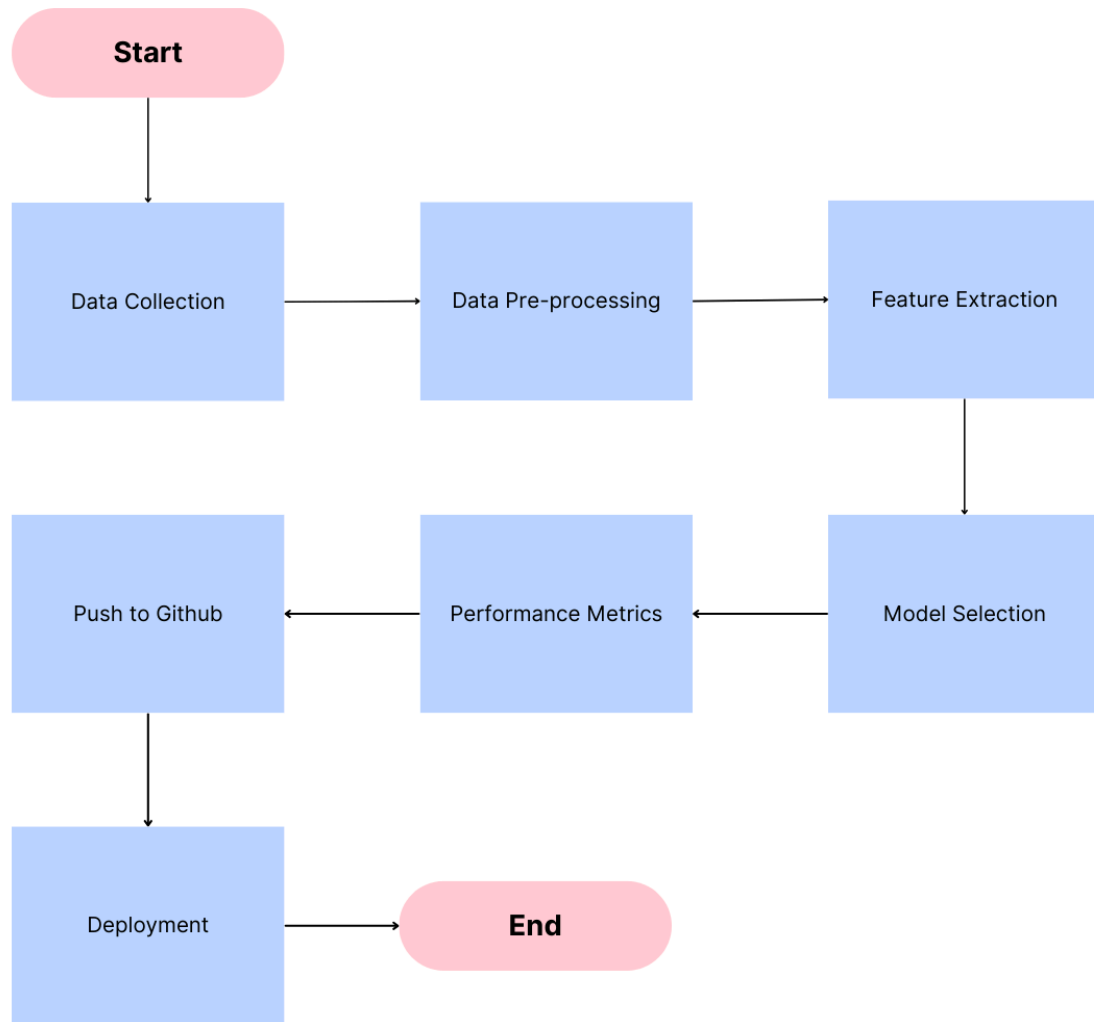 Start
Data Collection
Data Pre-processing
Feature Extraction
Model Selection
Performance Metrics
Push to Github
Deployment
End